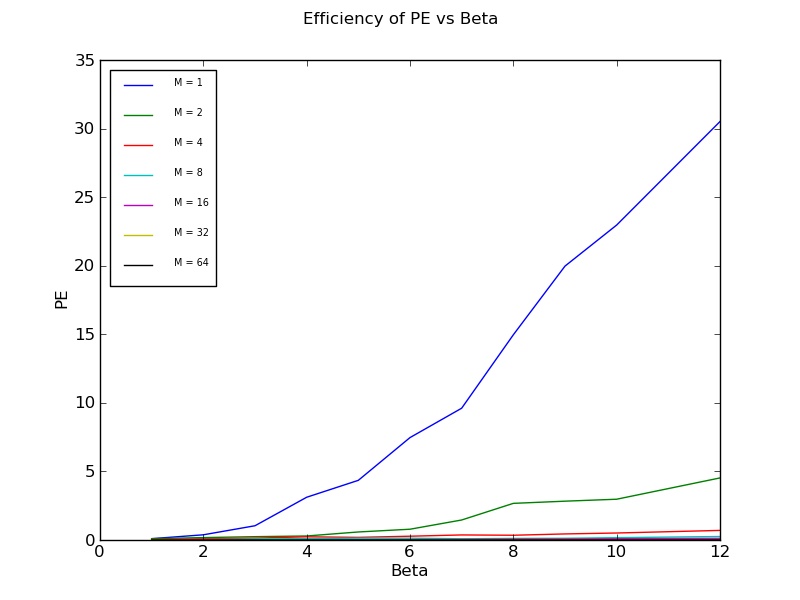 Efficiency of PE vs Beta
35
30
25
20
15
10
5
0
PE
M = 1
M = 2
M = 4
M = 8
M = 16
M = 32
M = 64
0 2 4 6 8 10 12
Beta